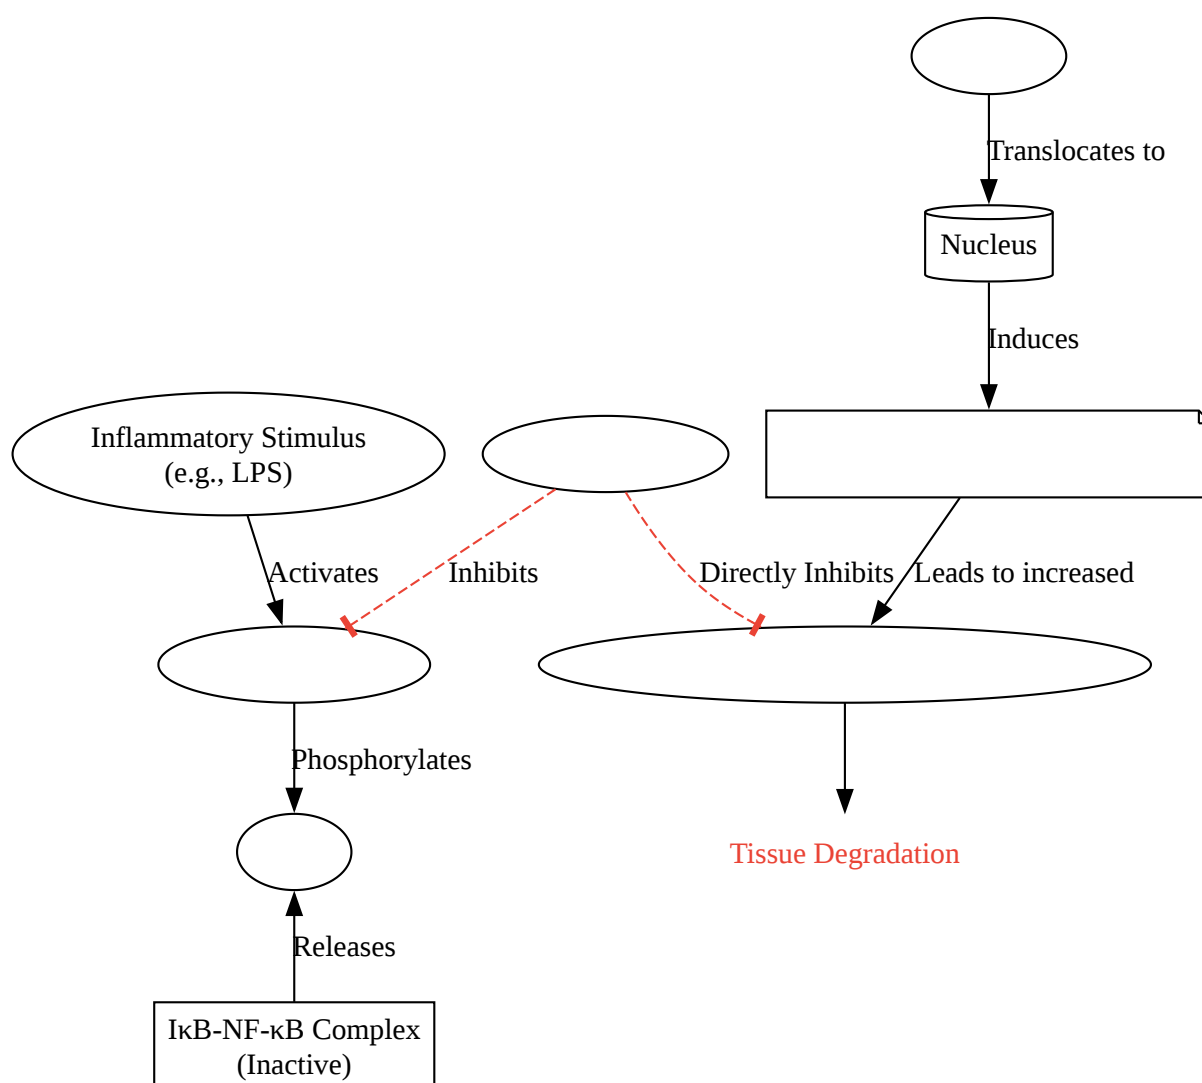 Translocates to
Nucleus
Induces
Inflammatory Stimulus
(e.g., LPS)
Activates
Inhibits
Directly Inhibits
Leads to increased
Phosphorylates
Tissue Degradation
Releases
IκB-NF-κB Complex
(Inactive)